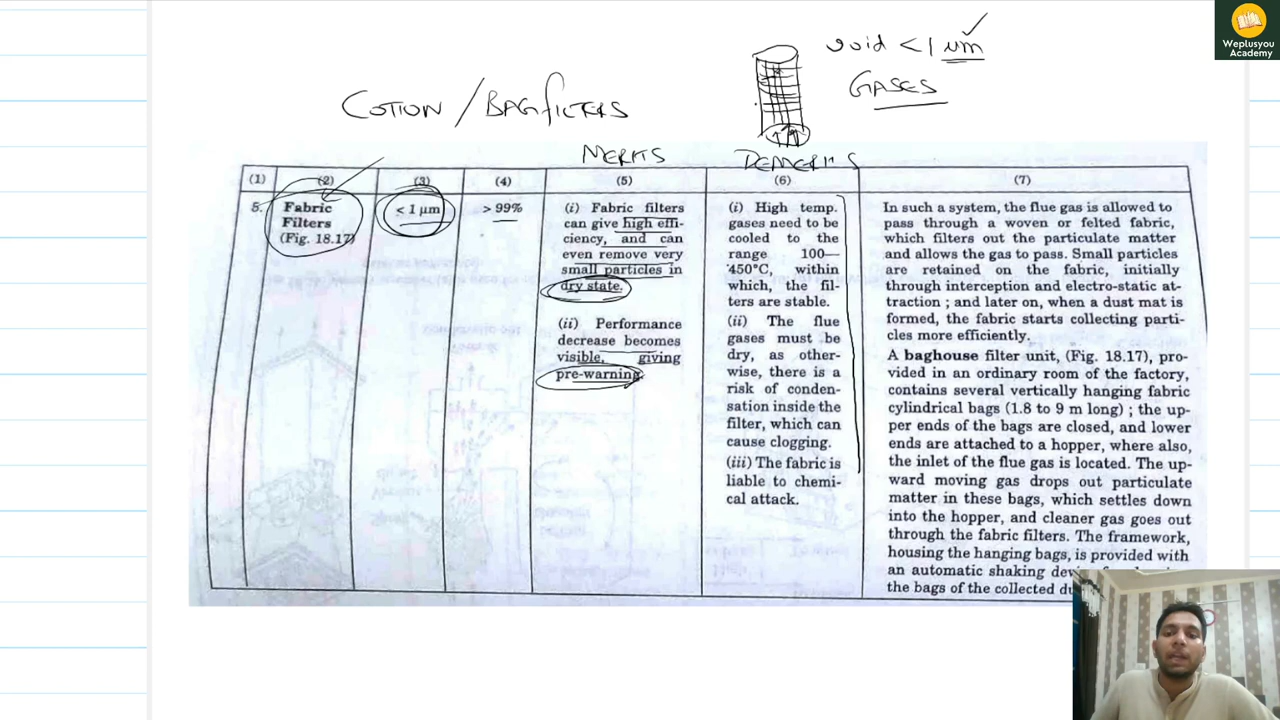 Weplusyou
Academy
void < 1 µm
GASES
COTTON / BAG FILTERS
MERITS
DEMERITS
(1) (2) (3) (4) (5) (6) (7)
5. Fabric
Filters
(Fig. 18.17)
< 1 µm
> 99%
(i) Fabric filters
can give high effi-
ciency, and can
even remove very
small particles in
dry state.
(ii) Performance
decrease becomes
visible, giving
pre-warning.
(i) High temp.
gases need to be
cooled to the
range 100—
450°C, within
which, the fil-
ters are stable.
(ii) The flue
gases must be
dry, as other-
wise, there is a
risk of conden-
sation inside the
filter, which can
cause clogging.
(iii) The fabric is
liable to chemi-
cal attack.
In such a system, the flue gas is allowed to
pass through a woven or felted fabric,
which filters out the particulate matter
and allows the gas to pass. Small particles
are retained on the fabric, initially
through interception and electro-static at-
traction ; and later on, when a dust mat is
formed, the fabric starts collecting parti-
cles more efficiently.
A baghouse filter unit, (Fig. 18.17), pro-
vided in an ordinary room of the factory,
contains several vertically hanging fabric
cylindrical bags (1.8 to 9 m long) ; the up-
per ends of the bags are closed, and lower
ends are attached to a hopper, where also,
the inlet of the flue gas is located. The up-
ward moving gas drops out particulate
matter in these bags, which settles down
into the hopper, and cleaner gas goes out
through the fabric filters. The framework,
housing the hanging bags, is provided with
an automatic shaking
the bags of the collected